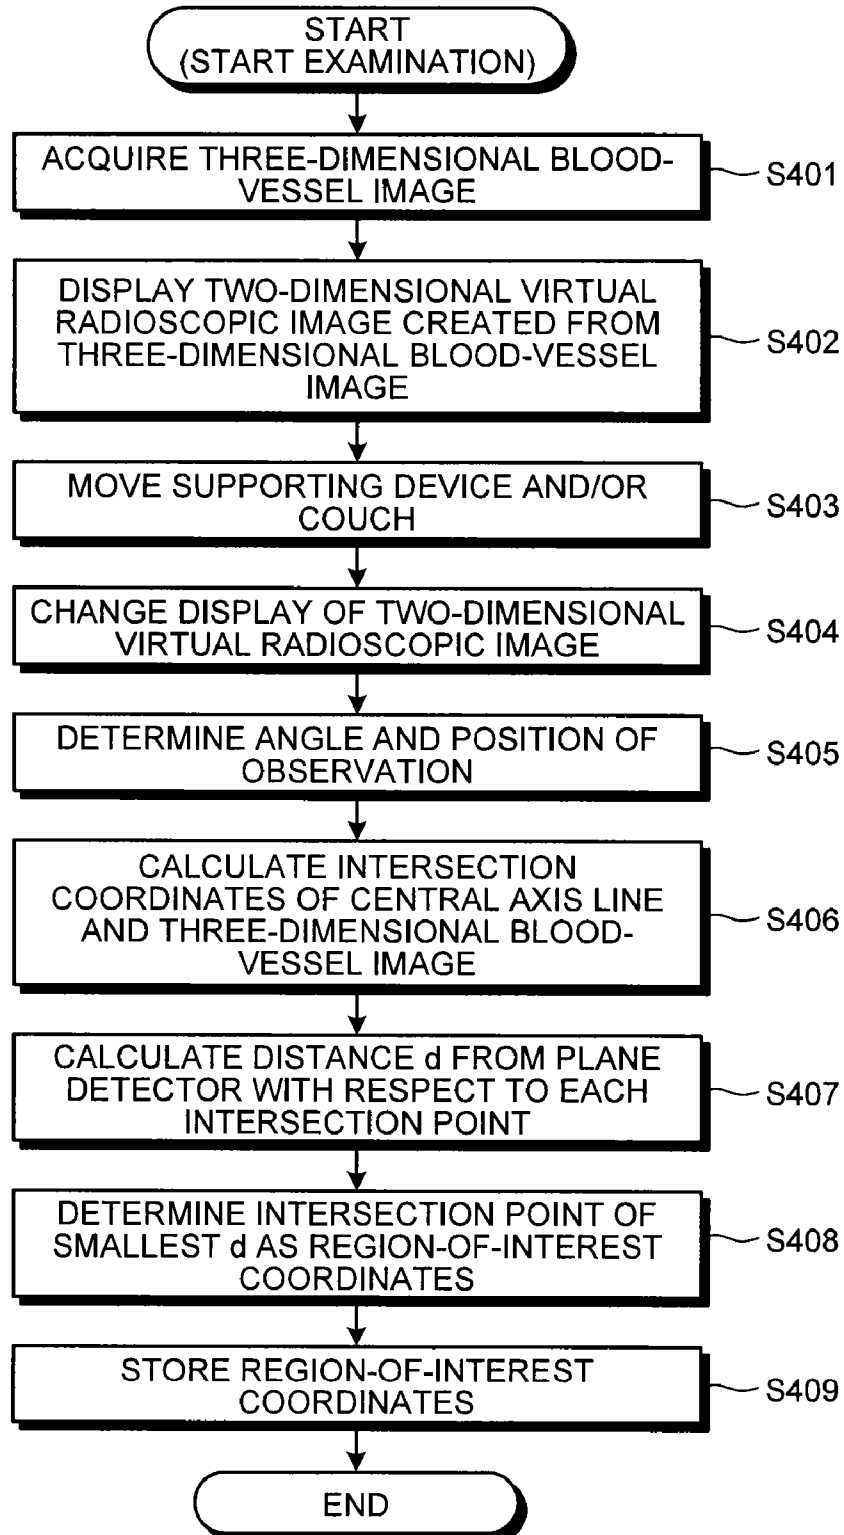 START
(START EXAMINATION)
ACQUIRE THREE-DIMENSIONAL BLOOD-
VESSEL IMAGE
S401
DISPLAY TWO-DIMENSIONAL VIRTUAL
RADIOSCOPIC IMAGE CREATED FROM
THREE-DIMENSIONAL BLOOD-VESSEL
IMAGE
S402
MOVE SUPPORTING DEVICE AND/OR
COUCH
S403
CHANGE DISPLAY OF TWO-DIMENSIONAL
VIRTUAL RADIOSCOPIC IMAGE
S404
DETERMINE ANGLE AND POSITION OF
OBSERVATION
S405
CALCULATE INTERSECTION
COORDINATES OF CENTRAL AXIS LINE
AND THREE-DIMENSIONAL BLOOD-
VESSEL IMAGE
S406
CALCULATE DISTANCE d FROM PLANE
DETECTOR WITH RESPECT TO EACH
INTERSECTION POINT
S407
DETERMINE INTERSECTION POINT OF
SMALLEST d AS REGION-OF-INTEREST
COORDINATES
S408
STORE REGION-OF-INTEREST
COORDINATES
S409
END